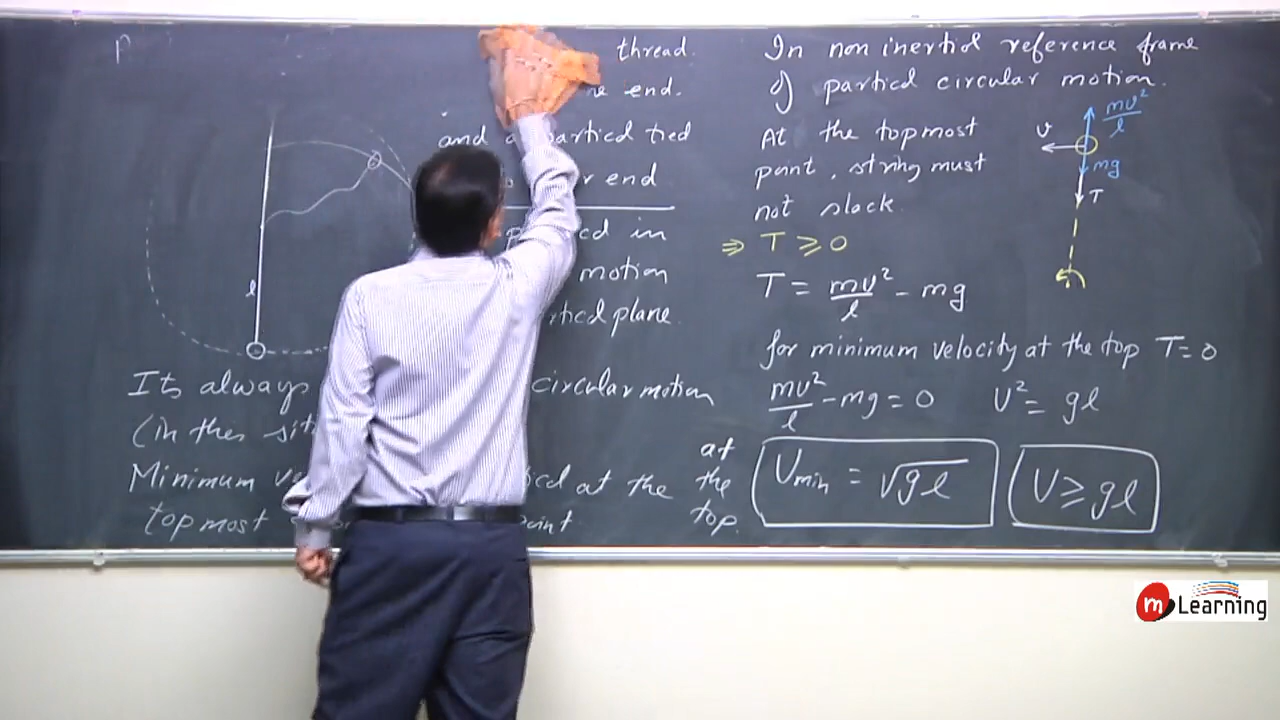 P
thread.
end.
and a particd tied
end
in
motion
plane.
l
Its always circular motion
(in this
Minimum at the
topmost point
In non inertial reference frame
of particd circular motion.
At the topmost
point, string must
not slack.
⇒ T ≥ 0
T = mv²/l - mg
for minimum velocity at the top T = 0
mv²/l - mg = 0 v² = gl
at
the
top.
Vmin = √gl
V ≥ gl
mv²/l
v
mg
T
m Learning